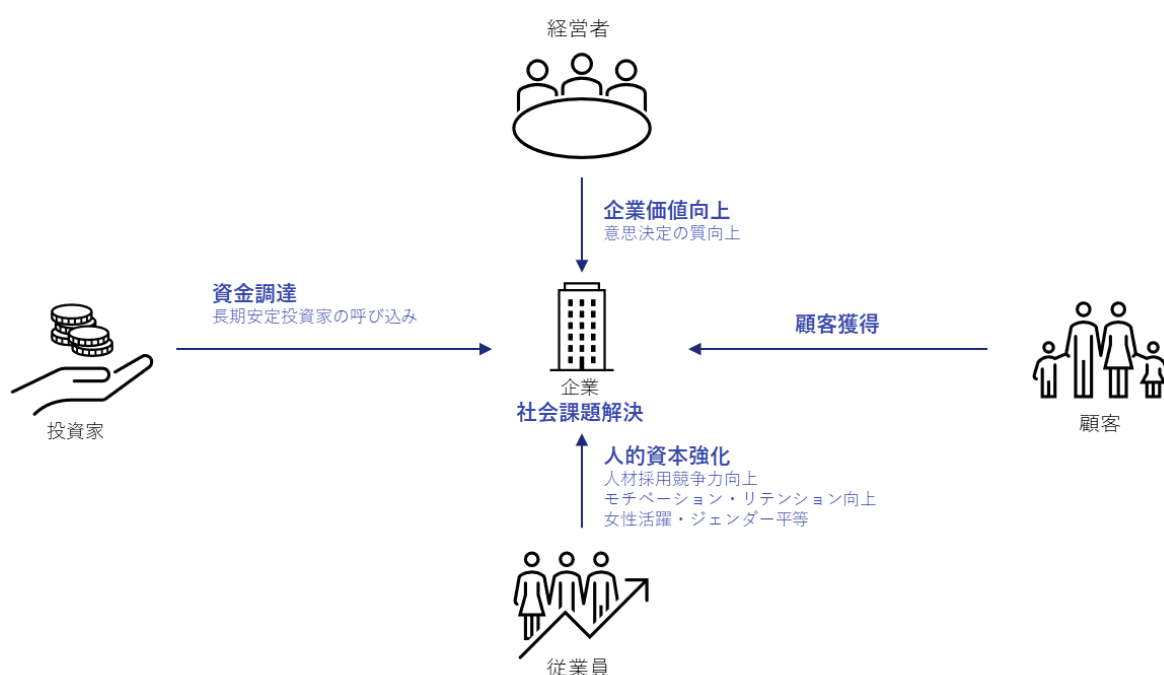 経営者
企業価値向上
意思決定の質向上
資金調達
長期安定投資家の呼び込み
投資家
顧客獲得
顧客
企業
社会課題解決
人的資本強化
人材採用競争力向上
モチベーション・リテンション向上
女性活躍・ジェンダー平等
従業員